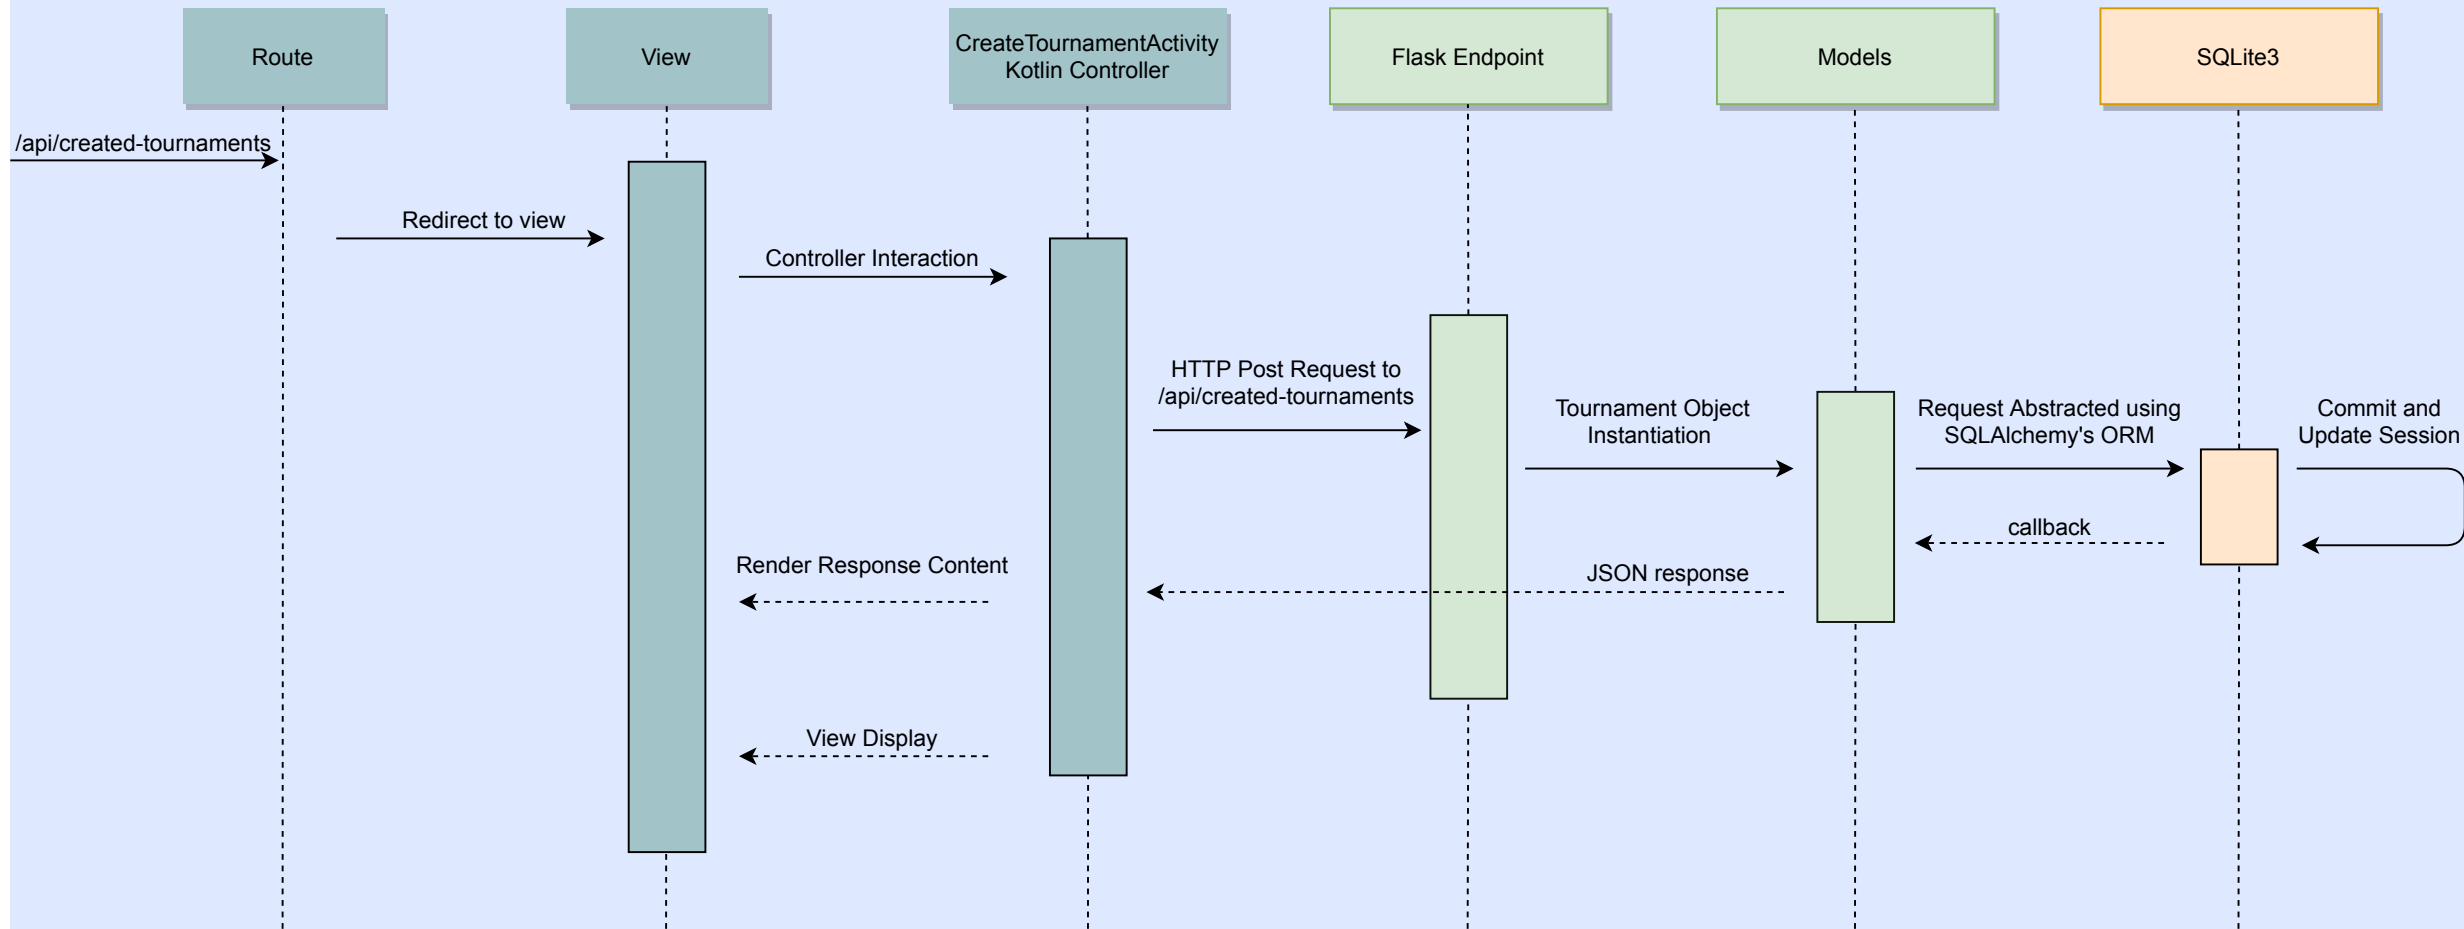 Route
View
CreateTournamentActivity
Kotlin Controller
Flask Endpoint
Models
SQLite3
/api/created-tournaments
Redirect to view
Controller Interaction
HTTP Post Request to
/api/created-tournaments
Tournament Object
Instantiation
Request Abstracted using
SQLAlchemy's ORM
Commit and
Update Session
callback
JSON response
Render Response Content
View Display